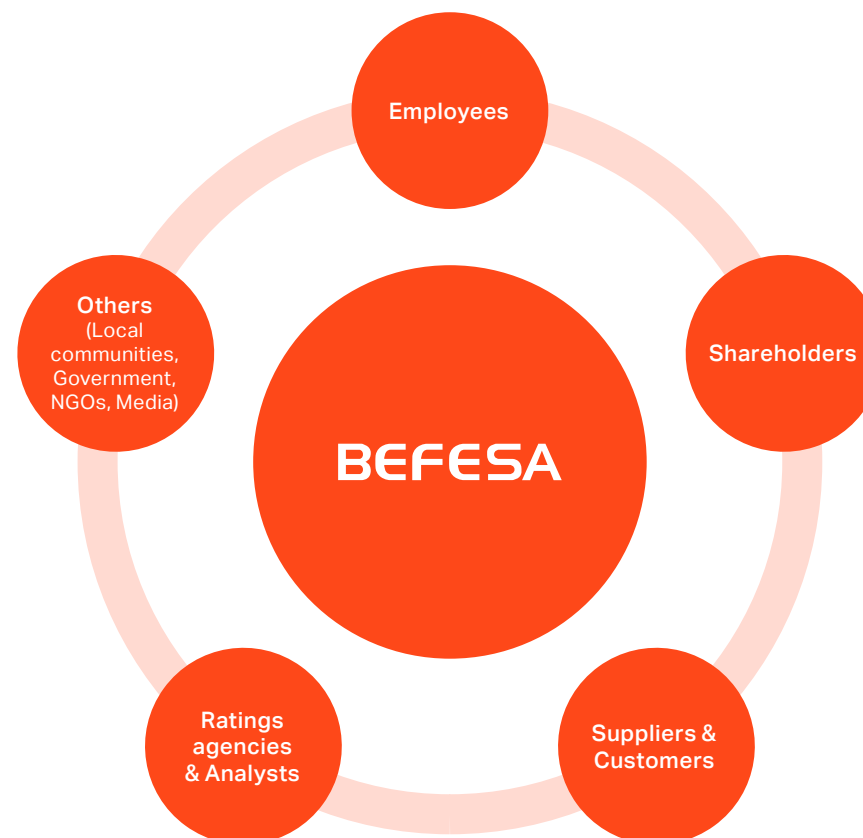 Employees
Others
(Local
communities,
Government,
NGOs, Media)
Shareholders
BEFESA
Ratings
agencies
& Analysts
Suppliers &
Customers